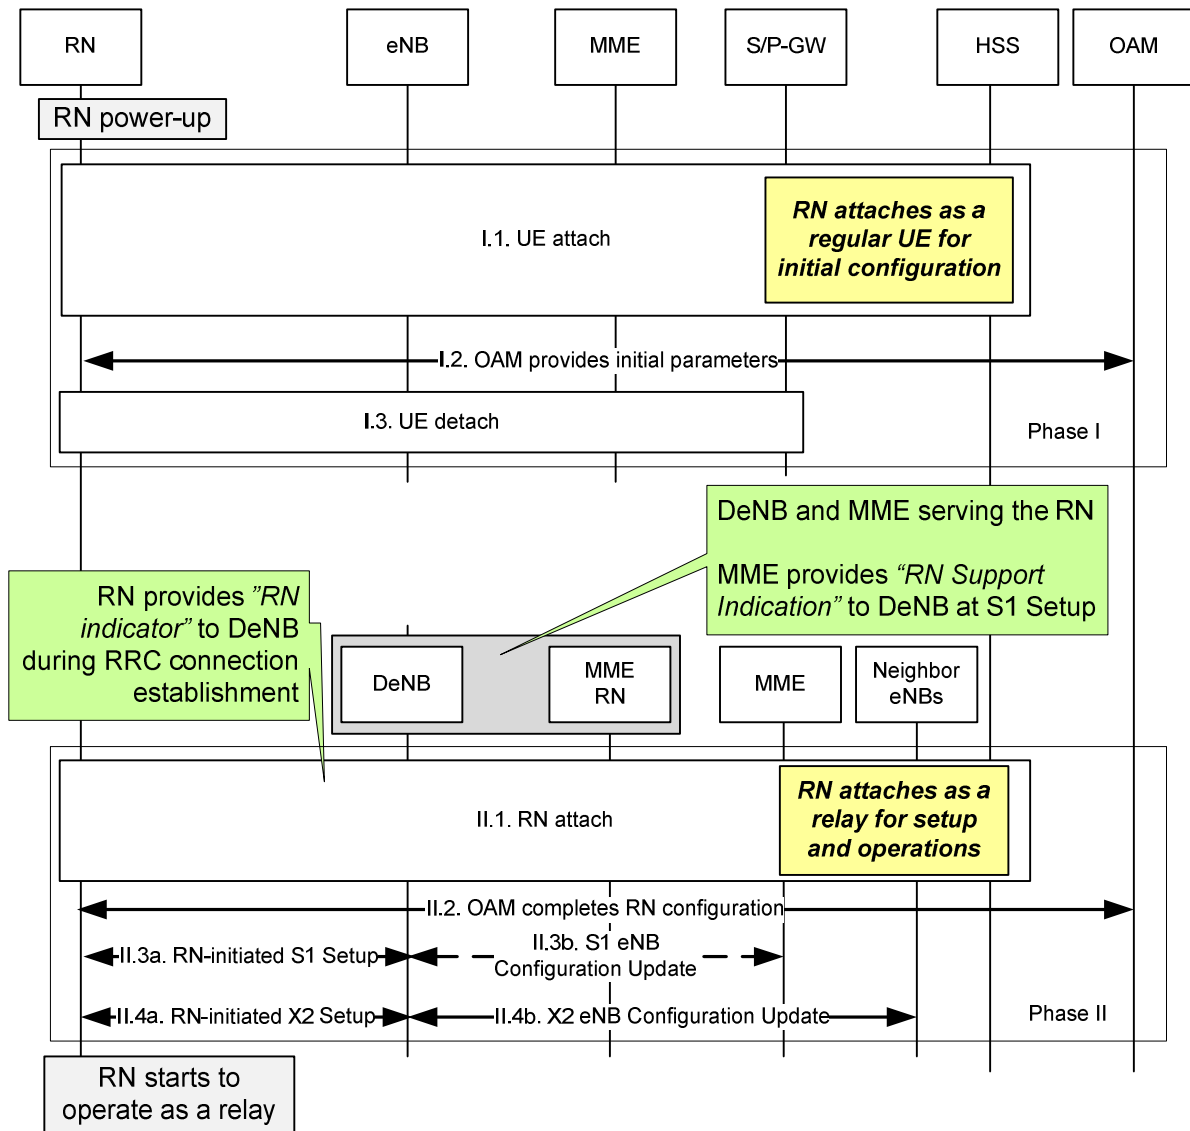 RN
eNB
MME
S/P-GW
HSS
OAM
RN power-up
I.1. UE attach
RN attaches as a
regular UE for
initial configuration
I.2. OAM provides initial parameters
I.3. UE detach
Phase I
DeNB and MME serving the RN
MME provides “RN Support
Indication” to DeNB at S1 Setup
RN provides ”RN
indicator” to DeNB
during RRC connection
establishment
DeNB
MME
RN
MME
Neighbor
eNBs
II.1. RN attach
RN attaches as a
relay for setup
and operations
II.2. OAM completes RN configuration
II.3a. RN-initiated S1 Setup
II.3b. S1 eNB
Configuration Update
II.4a. RN-initiated X2 Setup
II.4b. X2 eNB Configuration Update
Phase II
RN starts to
operate as a relay